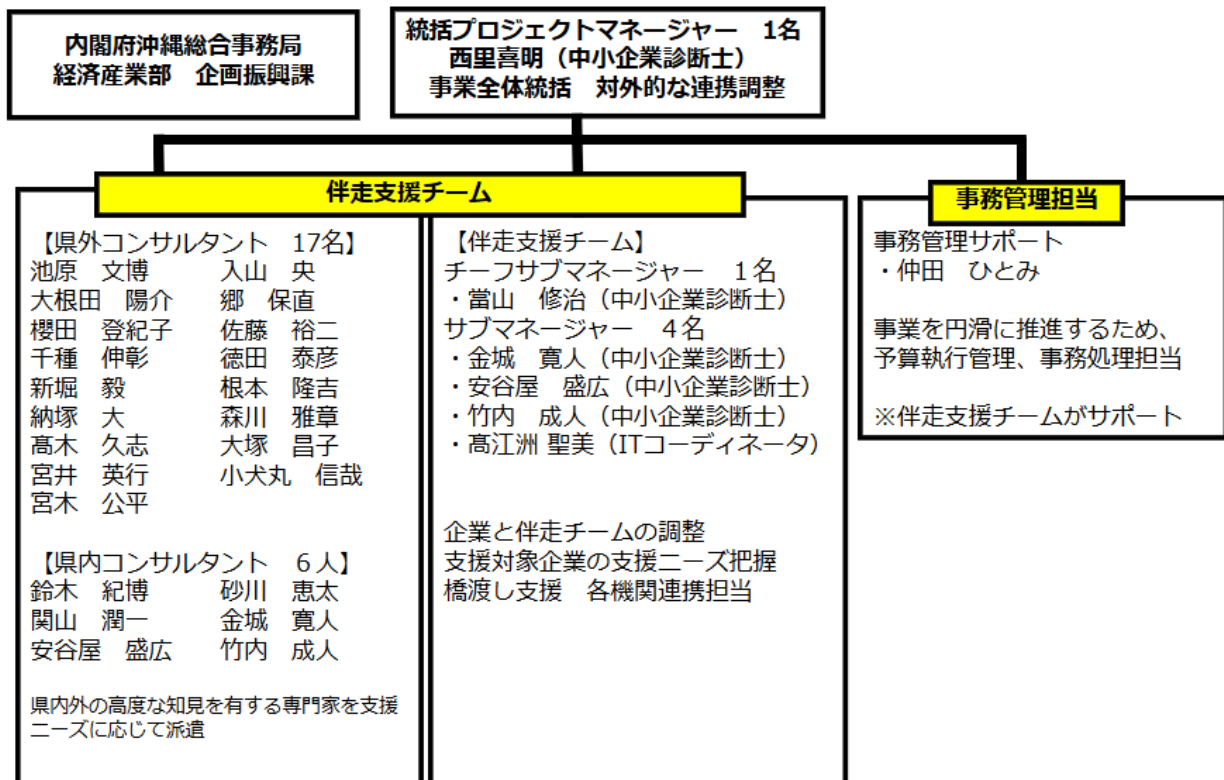 内閣府沖縄総合事務局
経済産業部　企画振興課
統括プロジェクトマネージャー　1名
西里喜明（中小企業診断士）
事業全体統括　対外的な連携調整
伴走支援チーム
【県外コンサルタント　17名】
池原　文博　　入山　央
大根田　陽介　　郷　保直
櫻田　登紀子　　佐藤　裕二
千種　伸彰　　徳田　泰彦
新堀　毅　　根本　隆吉
納塚　大　　森川　雅章
髙木　久志　　大塚　昌子
宮井　英行　　小犬丸　信哉
宮木　公平
【県内コンサルタント　６人】
鈴木　紀博　　砂川　恵太
関山　潤一　　金城　寛人
安谷屋　盛広　　竹内　成人
県内外の高度な知見を有する専門家を支援
ニーズに応じて派遣
【伴走支援チーム】
チーフサブマネージャー　１名
・當山　修治（中小企業診断士）
サブマネージャー　４名
・金城　寛人（中小企業診断士）
・安谷屋　盛広（中小企業診断士）
・竹内　成人（中小企業診断士）
・髙江洲 聖美（ITコーディネータ）
企業と伴走チームの調整
支援対象企業の支援ニーズ把握
橋渡し支援　各機関連携担当
事務管理担当
事務管理サポート
・仲田　ひとみ
事業を円滑に推進するため、
予算執行管理、事務処理担当
※伴走支援チームがサポート